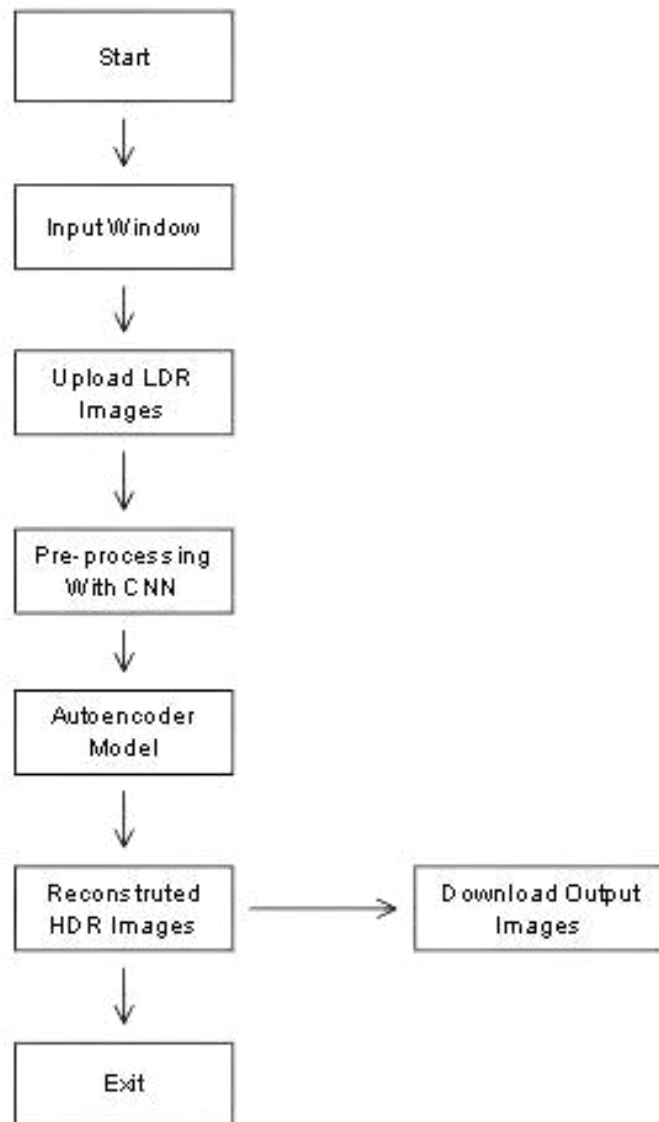 Start
Input Window
Upload LDR
Images
Pre-processing
With CNN
Autoencoder
Model
Reconstruted
HDR Images
Download Output
Images
Exit